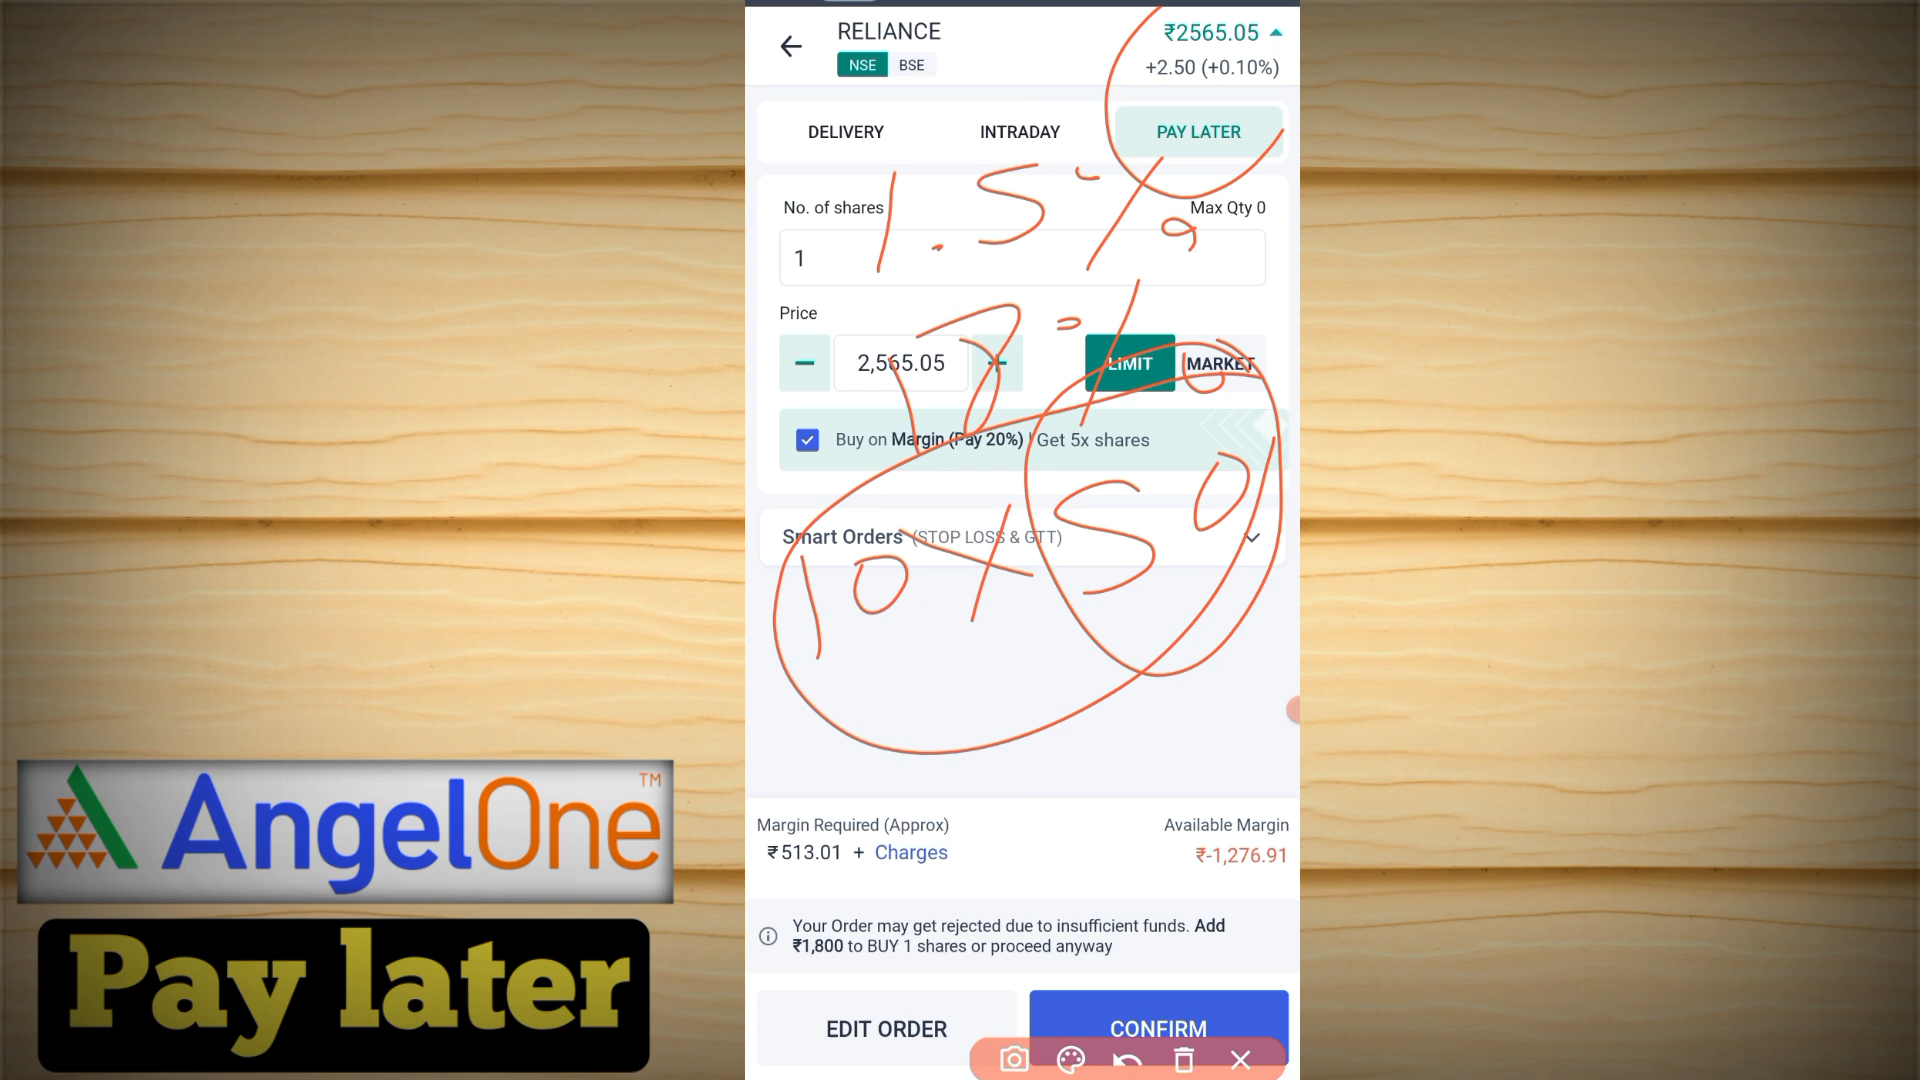 RELIANCE
₹2565.05
NSE BSE
+2.50 (+0.10%)
DELIVERY INTRADAY PAY LATER
1.5%
No. of shares
Max Qty 0
1
Price
2,565.05
LIMIT MARKET
Buy on Margin (Pay 20%) | Get 5x shares
Smart Orders (STOP LOSS & GTT)
Margin Required (Approx)
Available Margin
₹513.01 + Charges
₹-1,276.91
Your Order may get rejected due to insufficient funds. Add
₹1,800 to BUY 1 shares or proceed anyway
EDIT ORDER
CONFIRM
AngelOne TM
Pay later